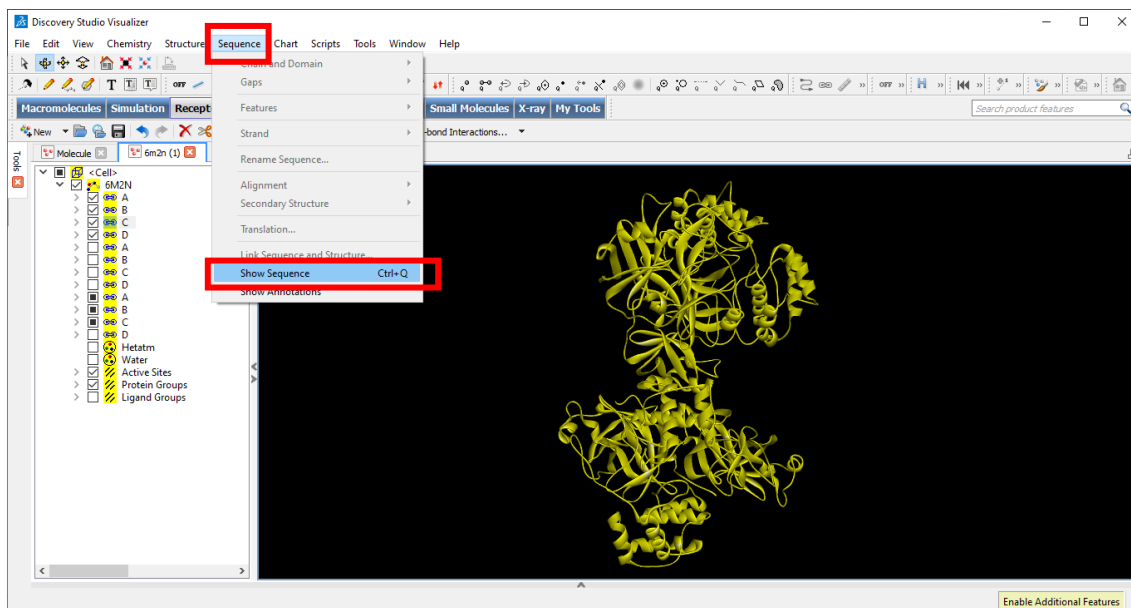 Discovery Studio Visualizer
File Edit View Chemistry Structure Sequence Chart Scripts Tools Window Help
Chain and Domain
Gaps
OFF
T
OFF
H
Features
Macromolecules Simulation Recept
Small Molecules X-ray My Tools
Search product features
New
Strand
-bond Interactions...
Tools
Molecule
6m2n (1)
Rename Sequence...
<Cell>
6M2N
Alignment
A
Secondary Structure
B
C
Translation...
D
A
Link Sequence and Structure...
B
C
Show Sequence Ctrl+Q
D
A
Show Annotations
B
C
D
Hetatm
Water
Active Sites
Protein Groups
Ligand Groups
Enable Additional Features